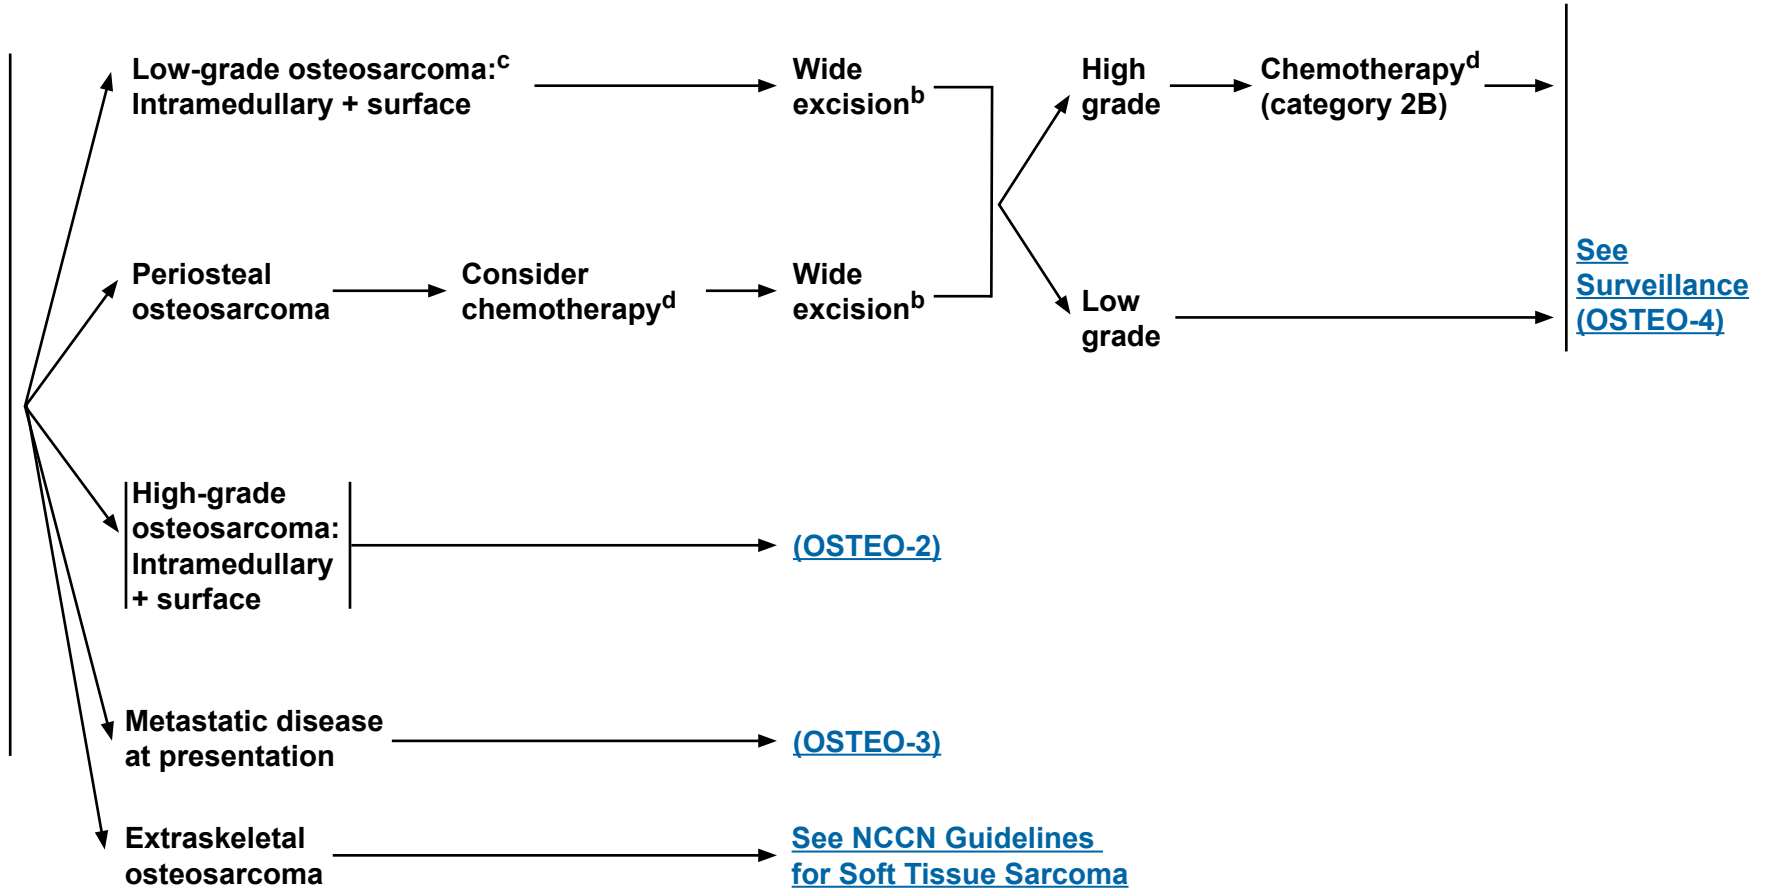 Low-grade osteosarcoma:c
Intramedullary + surface
Wide
excisionb
High
grade
Chemotherapyd
(category 2B)
Periosteal
osteosarcoma
Consider
chemotherapyd
Wide
excisionb
Low
grade
See
Surveillance
(OSTEO-4)
High-grade
osteosarcoma:
Intramedullary
+ surface
(OSTEO-2)
Metastatic disease
at presentation
(OSTEO-3)
Extraskeletal
osteosarcoma
See NCCN Guidelines
for Soft Tissue Sarcoma